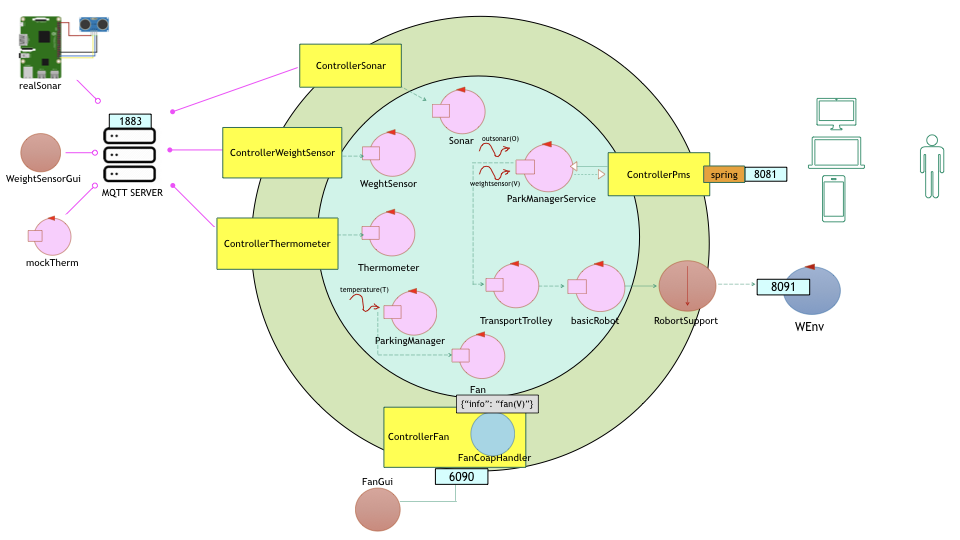 realSonar
1883
WeightSensorGui
MQTT SERVER
mockTherm
ControllerSonar
ControllerWeightSensor
ControllerThermometer
Sonar
WeghtSensor
Thermometer
outsonar(O)
weightsensor(V)
ParkManagerService
ControllerPms
spring
8081
temperature(T)
ParkingManager
TransportTrolley
basicRobot
RobortSupport
8091
WEnv
Fan
{"info": "fan(V)"}
ControllerFan
FanCoapHandler
6090
FanGui